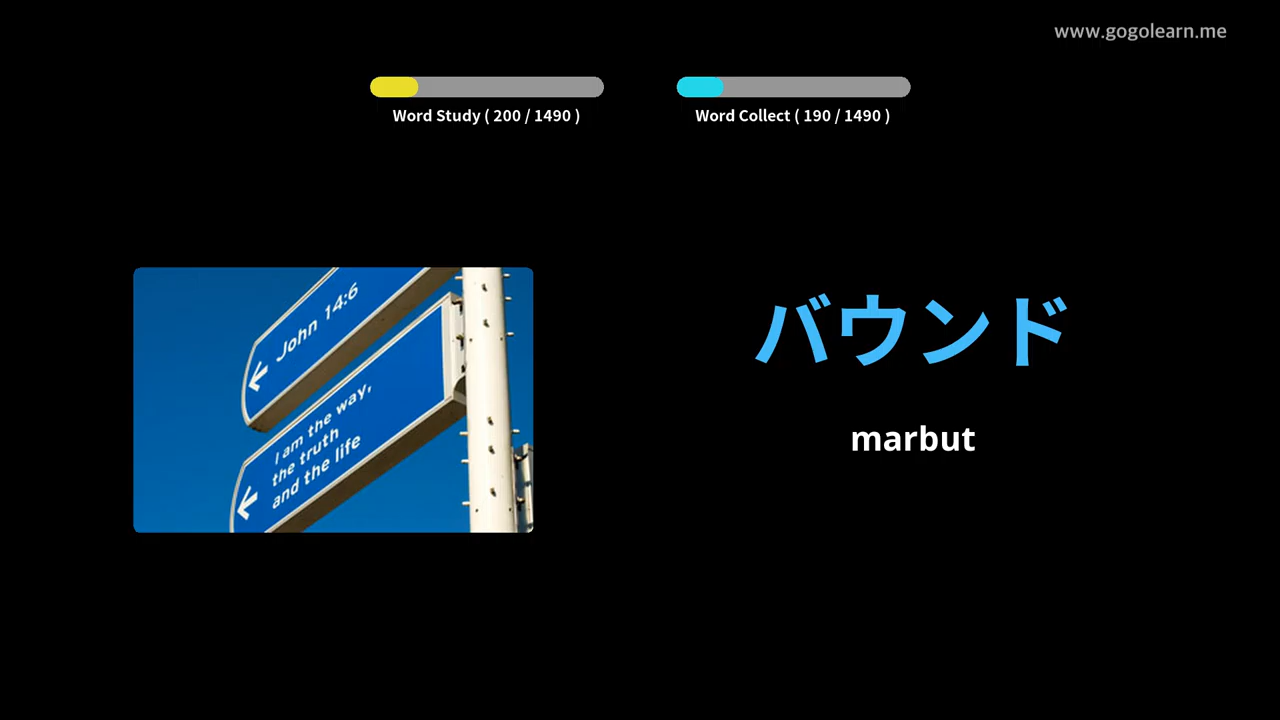 www.gogolearn.me
Word Study ( 200 / 1490 )
Word Collect ( 190 / 1490 )
John 14:6
I am the way,
the truth
and the life
バウンド
marbut